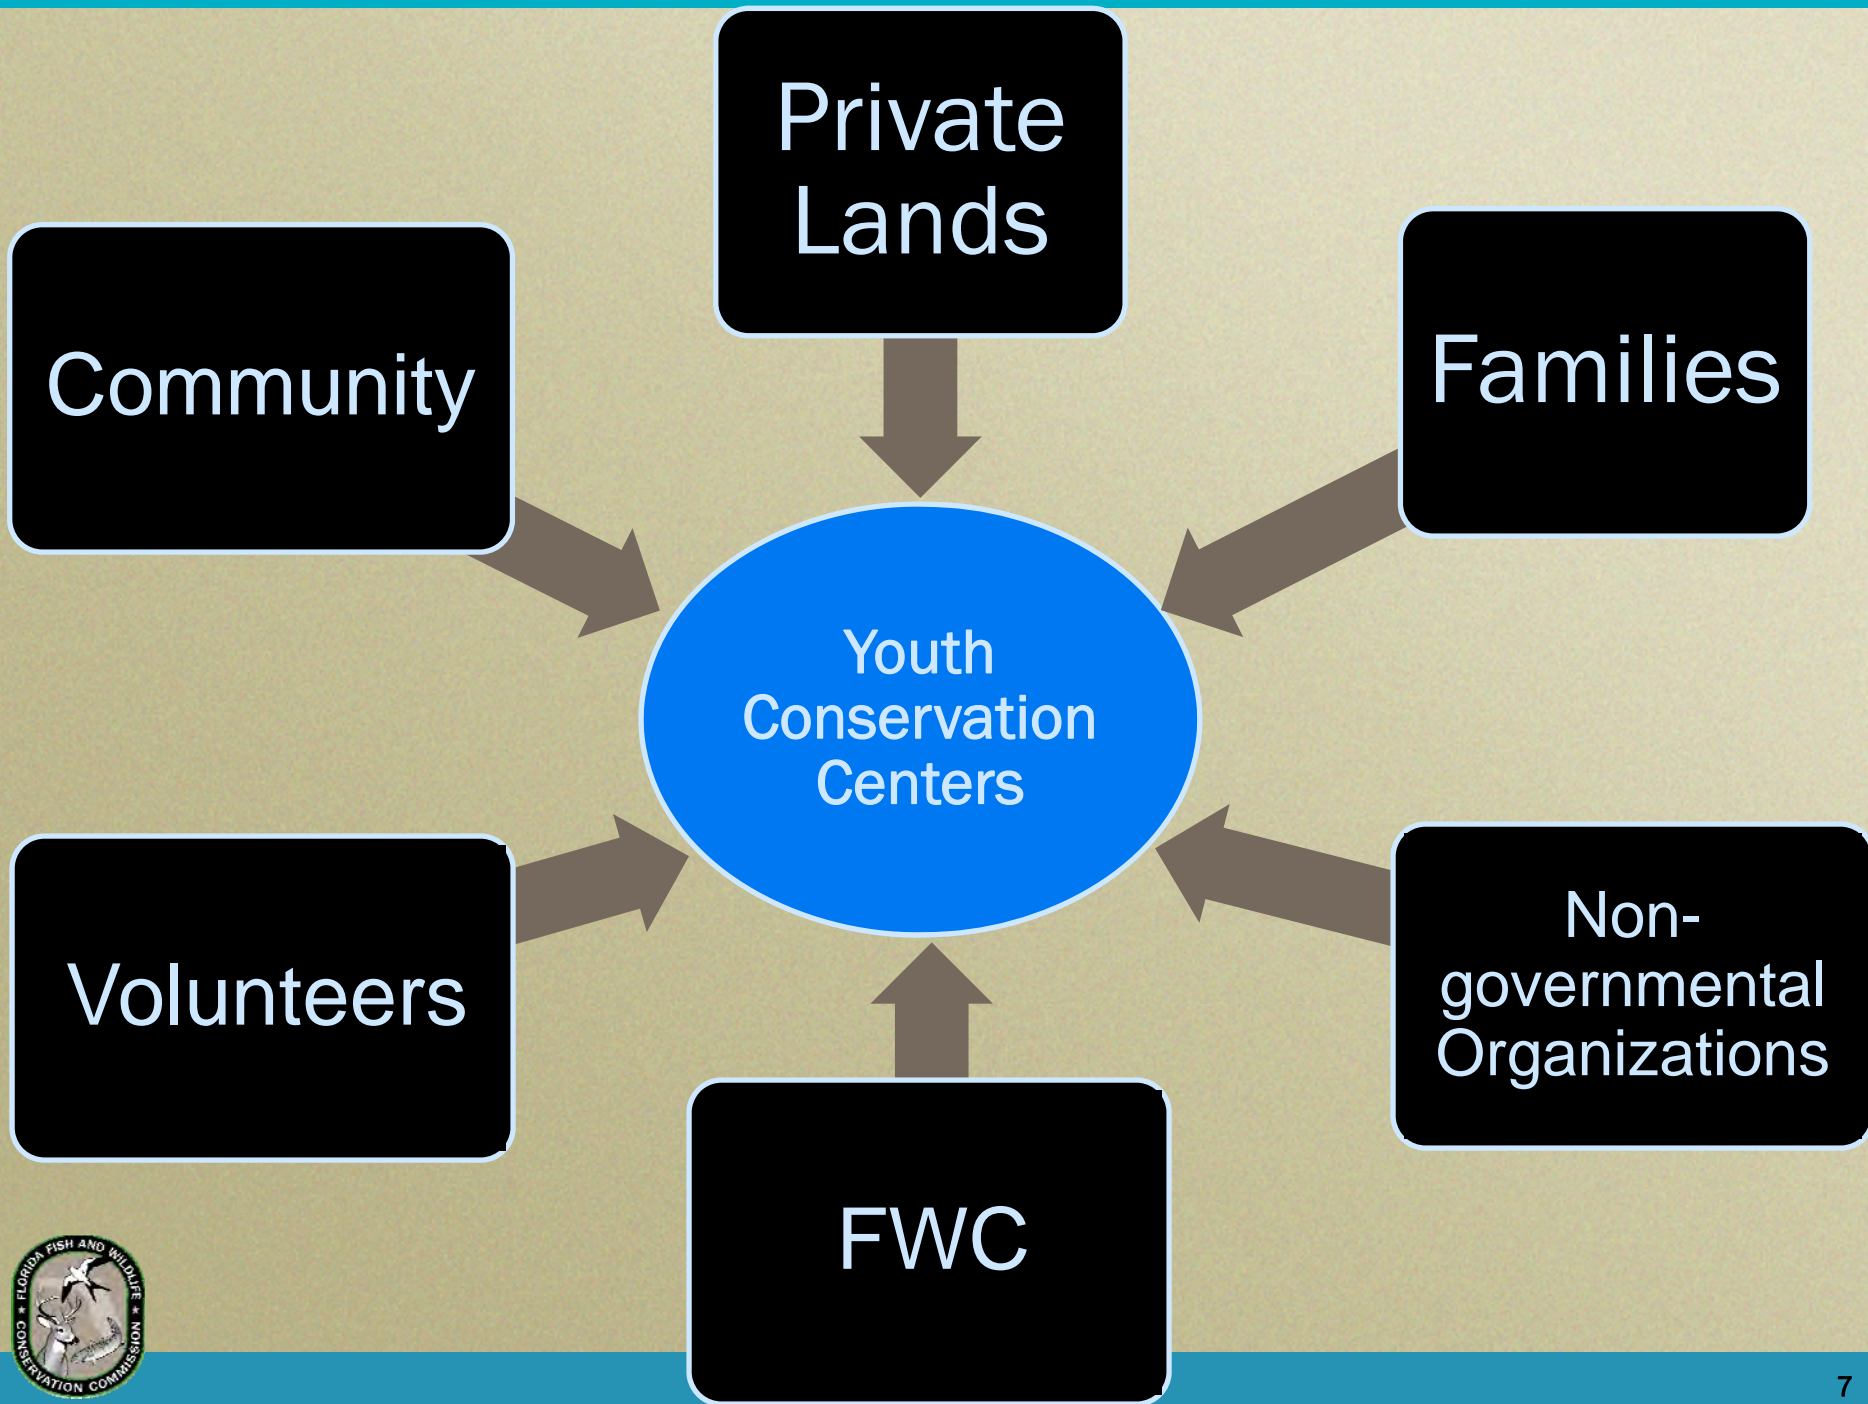 Private
Lands
Community
Families
Youth
Conservation
Centers
Volunteers
Non-
governmental
Organizations
FWC
FLORIDA FISH AND WILDLIFE
CONSERVATION COMMISSION
7